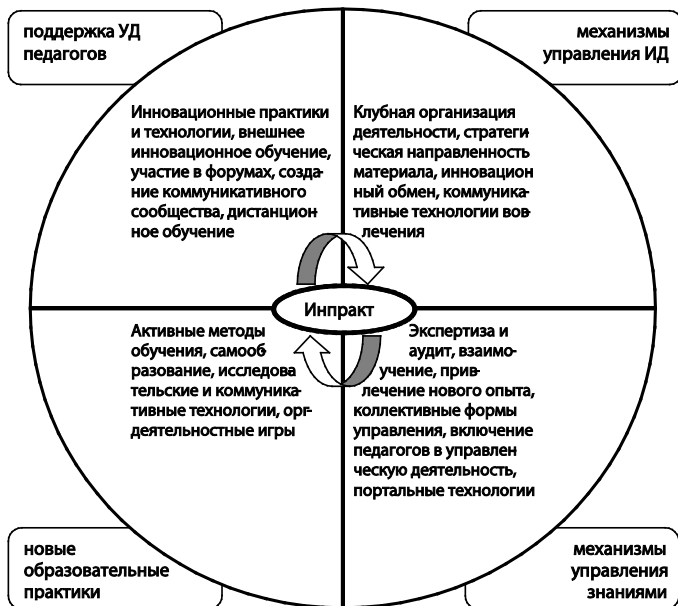 поддержка УД
педагогов
механизмы
управления ИД
Инновационные практики
и технологии, внешнее
инновационное обучение,
участие в форумах, созда-
ние коммуникативного
сообщества, дистанцион-
ное обучение
Клубная организация
деятельности, стратеги-
ческая направленность
материала, инновацион
ный обмен, коммуника-
тивные технологии вов-
лечения
Инпракт
Активные методы
обучения, самооб-
разование, исследова
тельские и коммуника-
тивные технологии, орг-
деятельностные игры
Экспертиза и
аудит, взаимо-
учение, прив-
лечение нового опыта,
коллективные формы
управления, включение
педагогов в управлен
ческую деятельность,
портальные технологии
новые
образовательные
практики
механизмы
управления
знаниями